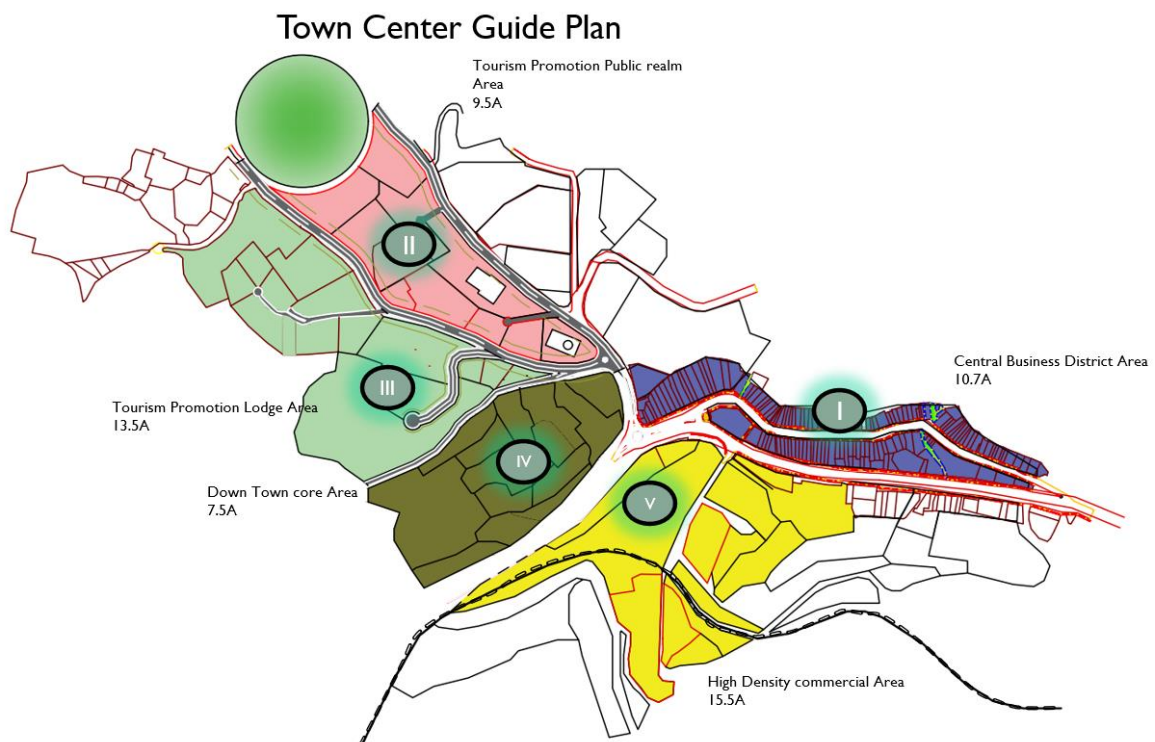 Town Center Guide Plan
Tourism Promotion Public realm
Area
9.5A
II
Central Business District Area
10.7A
I
III
Tourism Promotion Lodge Area
13.5A
IV
Down Town core Area
7.5A
V
High Density commercial Area
15.5A